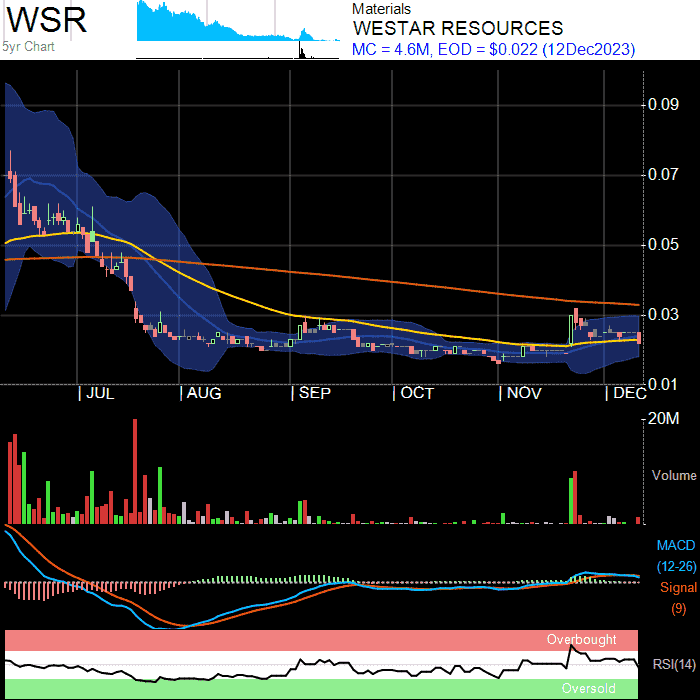 WSR
5yr Chart
Materials
WESTAR RESOURCES
MC = 4.6M, EOD = $0.022 (12Dec2023)
0.09
0.07
0.05
0.03
0.01
| JUL | AUG | SEP | OCT | NOV | DEC
20M
Volume
MACD
(12-26)
Signal
(9)
Overbought
RSI(14)
Oversold